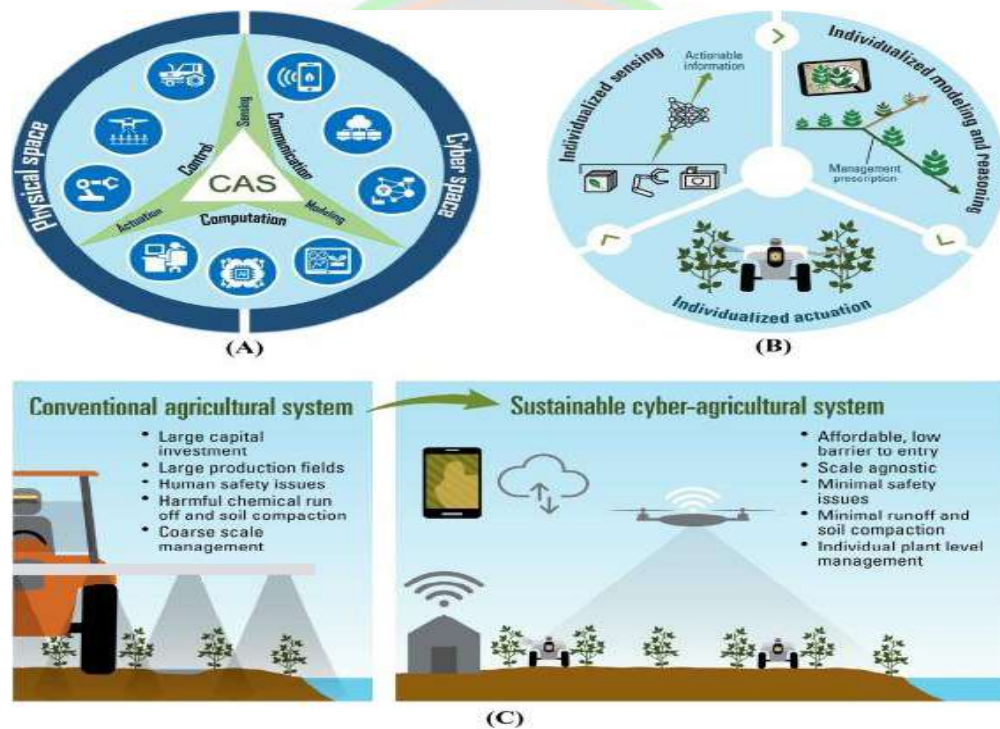 Physical space
Cyber space
Sensing
Control
Communication
CAS
Actuation
Computation
Modeling
AI
(A)
Individualized sensing
Actionable
information
Individualized modeling and reasoning
Management
prescription
Individualized actuation
(B)
Conventional agricultural system
• Large capital
investment
• Large production fields
• Human safety issues
• Harmful chemical run
off and soil compaction
• Coarse scale
management
Sustainable cyber-agricultural system
• Affordable, low
barrier to entry
• Scale agnostic
• Minimal safety
issues
• Minimal runoff and
soil compaction
• Individual plant level
management
(C)